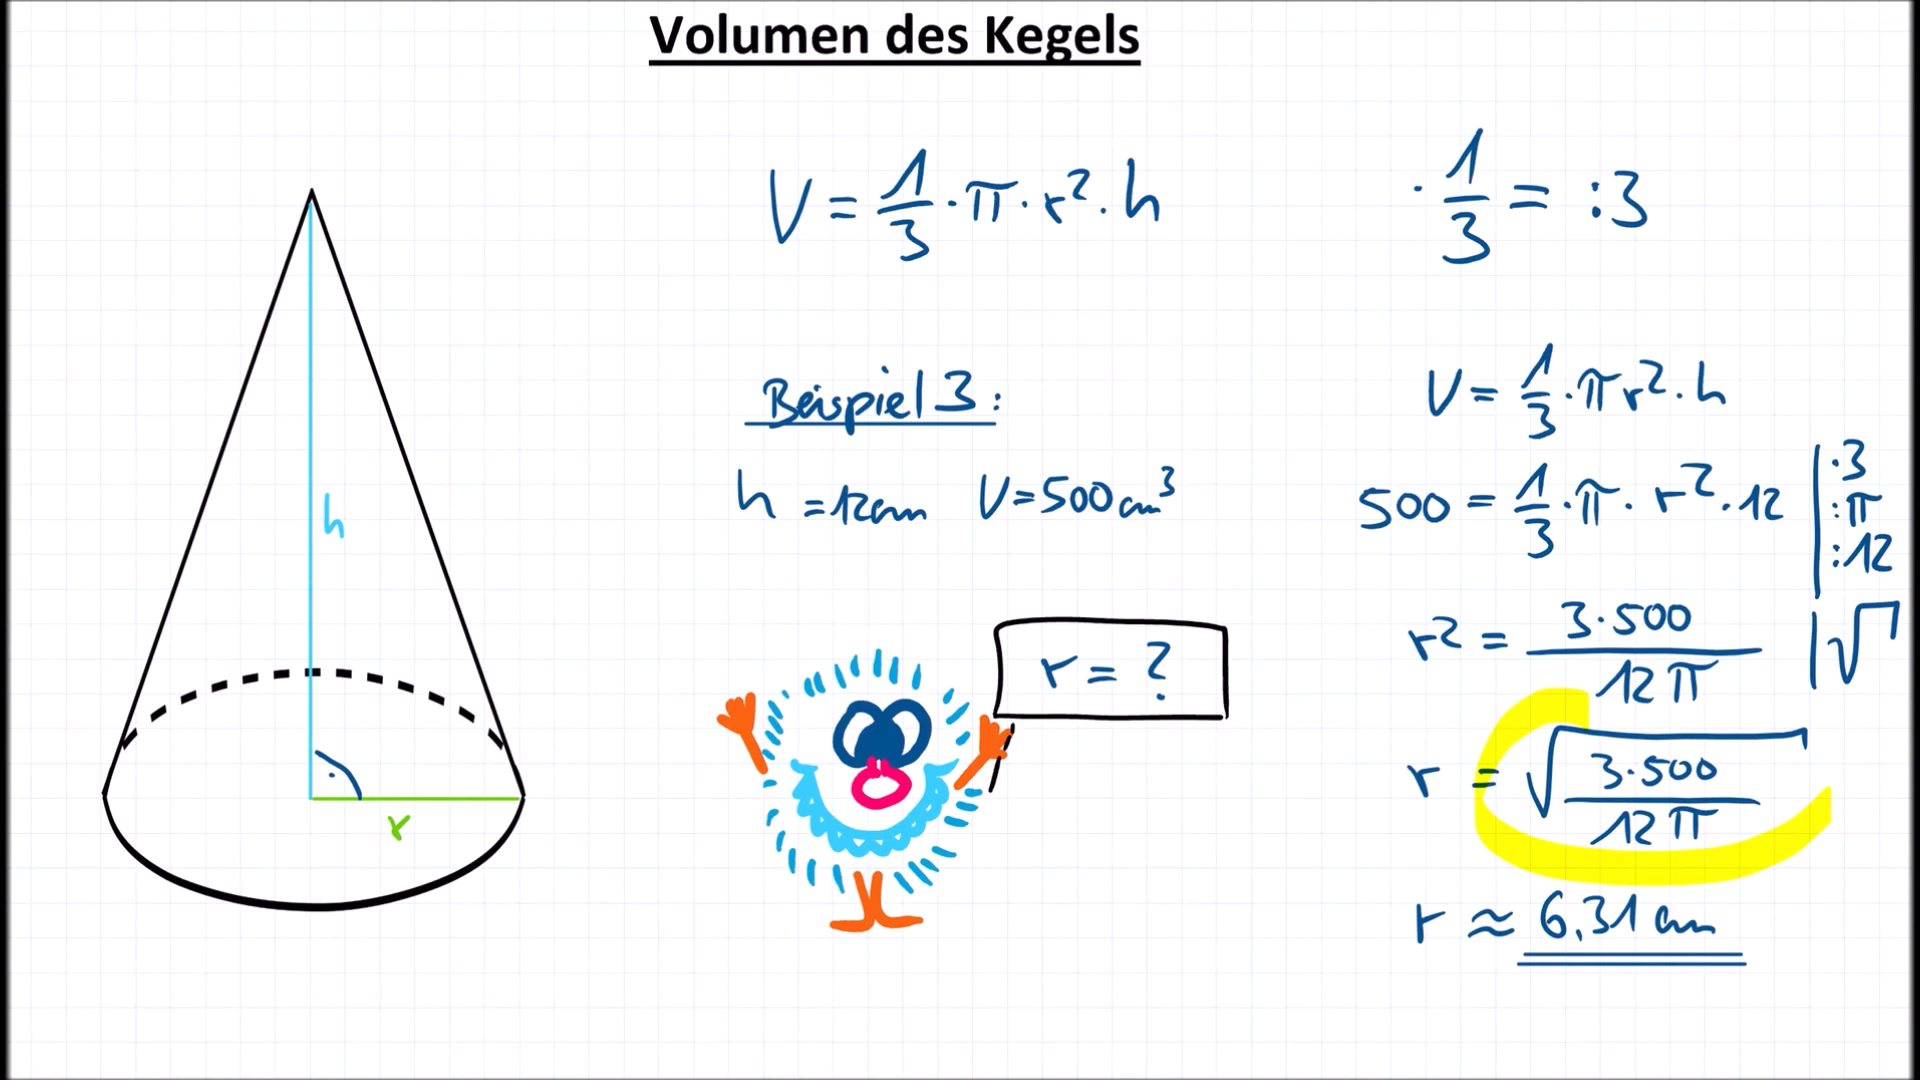 Volumen des Kegels
V = 1/3 · π · r² · h
· 1/3 = :3
h
r
Beispiel 3:
h = 12cm V = 500cm³
r = ?
V = 1/3 · π r² · h
500 = 1/3 · π · r² · 12 | ·3 :π :12
r² = 3·500/12π |√
r = √(3·500/12π)
r ≈ 6,31 cm